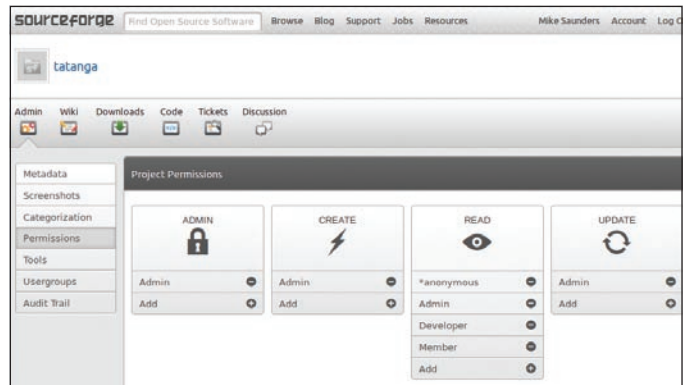 sourceforge Find Open Source Software Browse Blog Support Jobs Resources Mike Saunders Account Log
tatanga
Admin Wiki Downloads Code Tickets Discussion
Metadata
Screenshots
Categorization
Permissions
Tools
Usergroups
Audit Trail
Project Permissions
ADMIN
Admin
Add
CREATE
Admin
Add
READ
*anonymous
Admin
Developer
Member
Add
UPDATE
Admin
Add